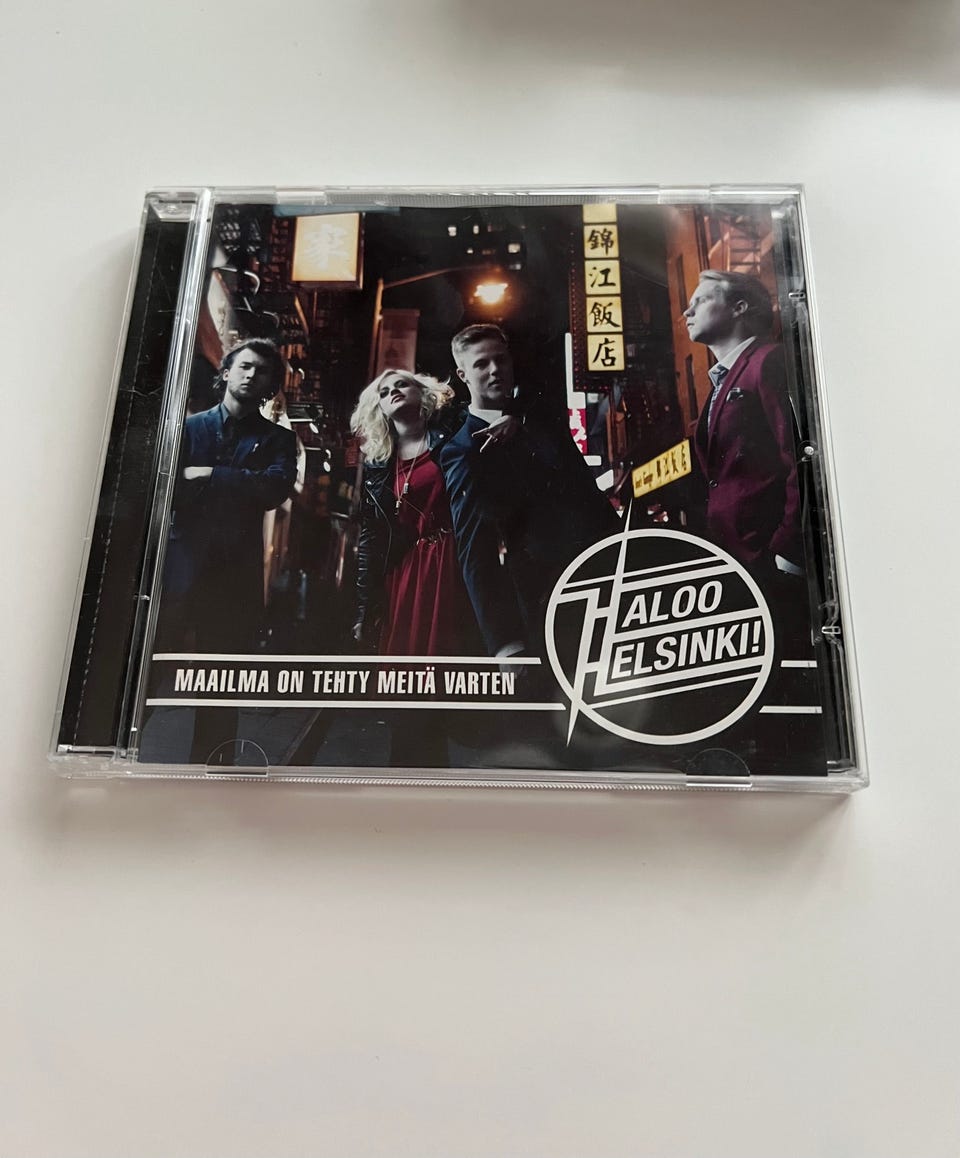 錦江飯店
HALOO
HELSINKI!
MAAILMA ON TEHTY MEITÄ VARTEN